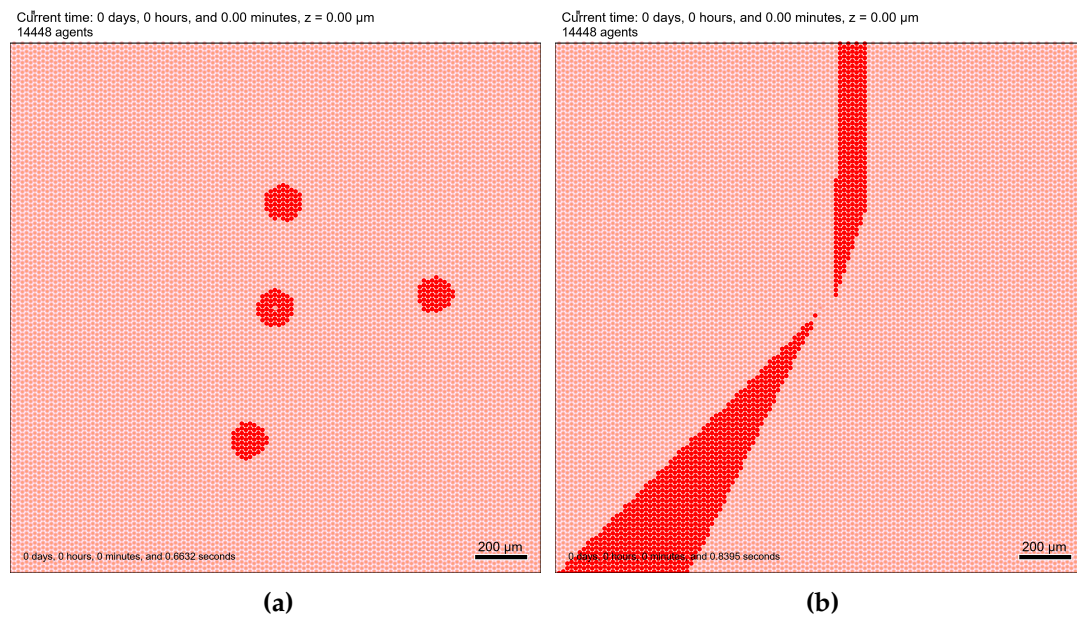 Current time: 0 days, 0 hours, and 0.00 minutes, z = 0.00 µm
14448 agents
0 days, 0 hours, 0 minutes, and 0.6632 seconds
200 µm
(a)
Current time: 0 days, 0 hours, and 0.00 minutes, z = 0.00 µm
14448 agents
0 days, 0 hours, 0 minutes, and 0.8395 seconds
200 µm
(b)